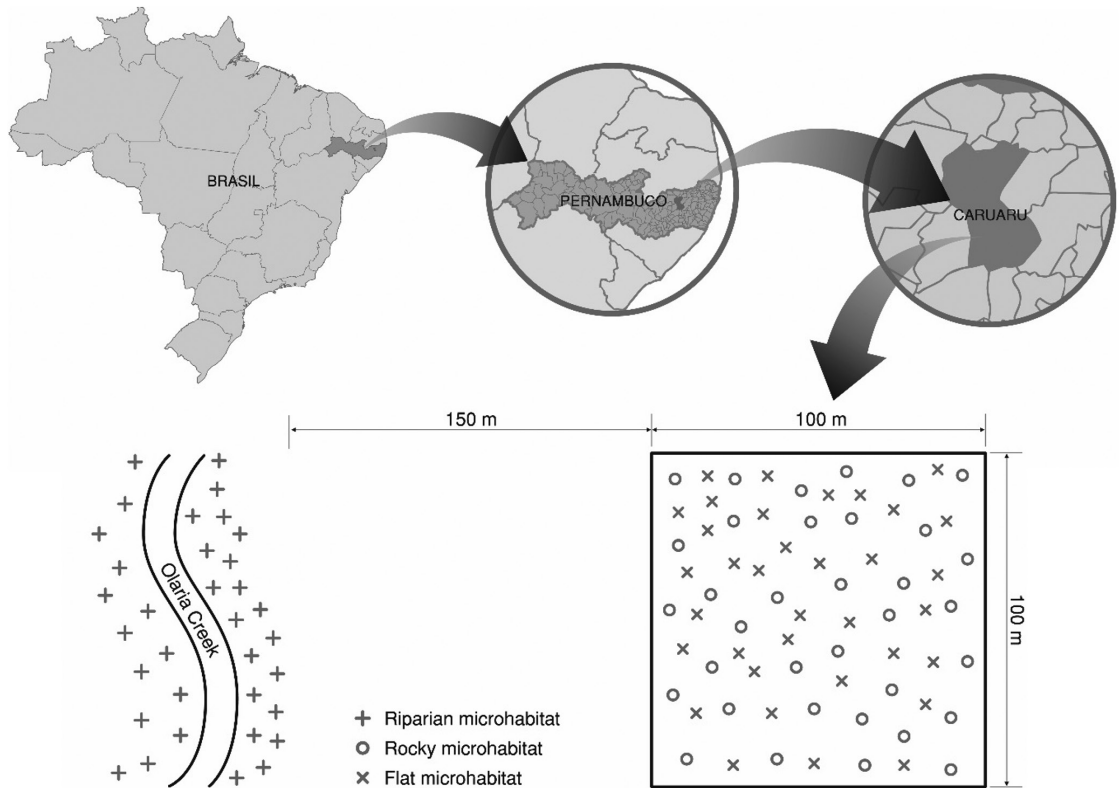 BRASIL
PERNAMBUCO
CARUARU
150 m
100 m
100 m
Olaria Creek
Riparian microhabitat
Rocky microhabitat
Flat microhabitat